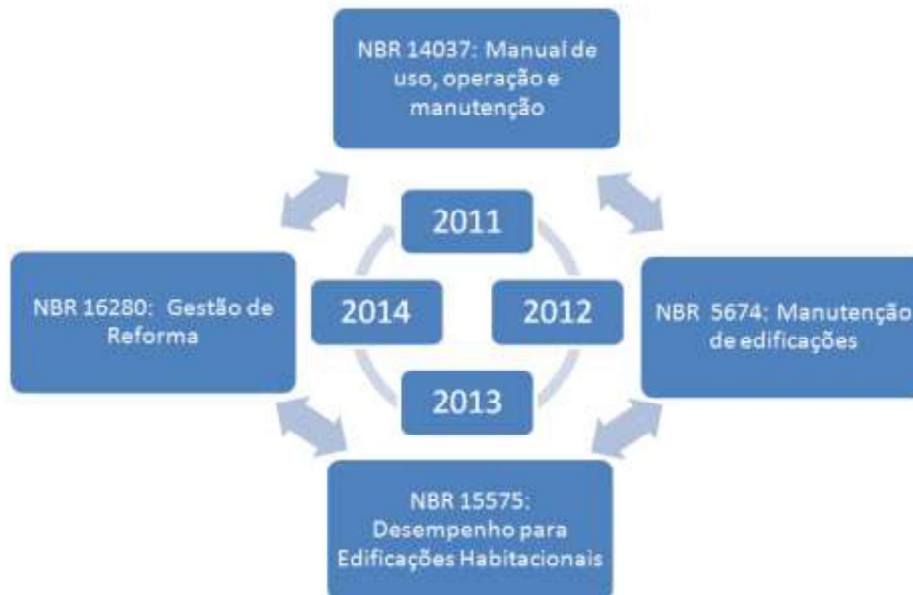 NBR 14037: Manual de
uso, operação e
manutenção
2011
NBR 16280: Gestão de
Reforma
2014
2012
NBR 5674: Manutenção
de edificações
2013
NBR 15575:
Desempenho para
Edificações Habitacionais